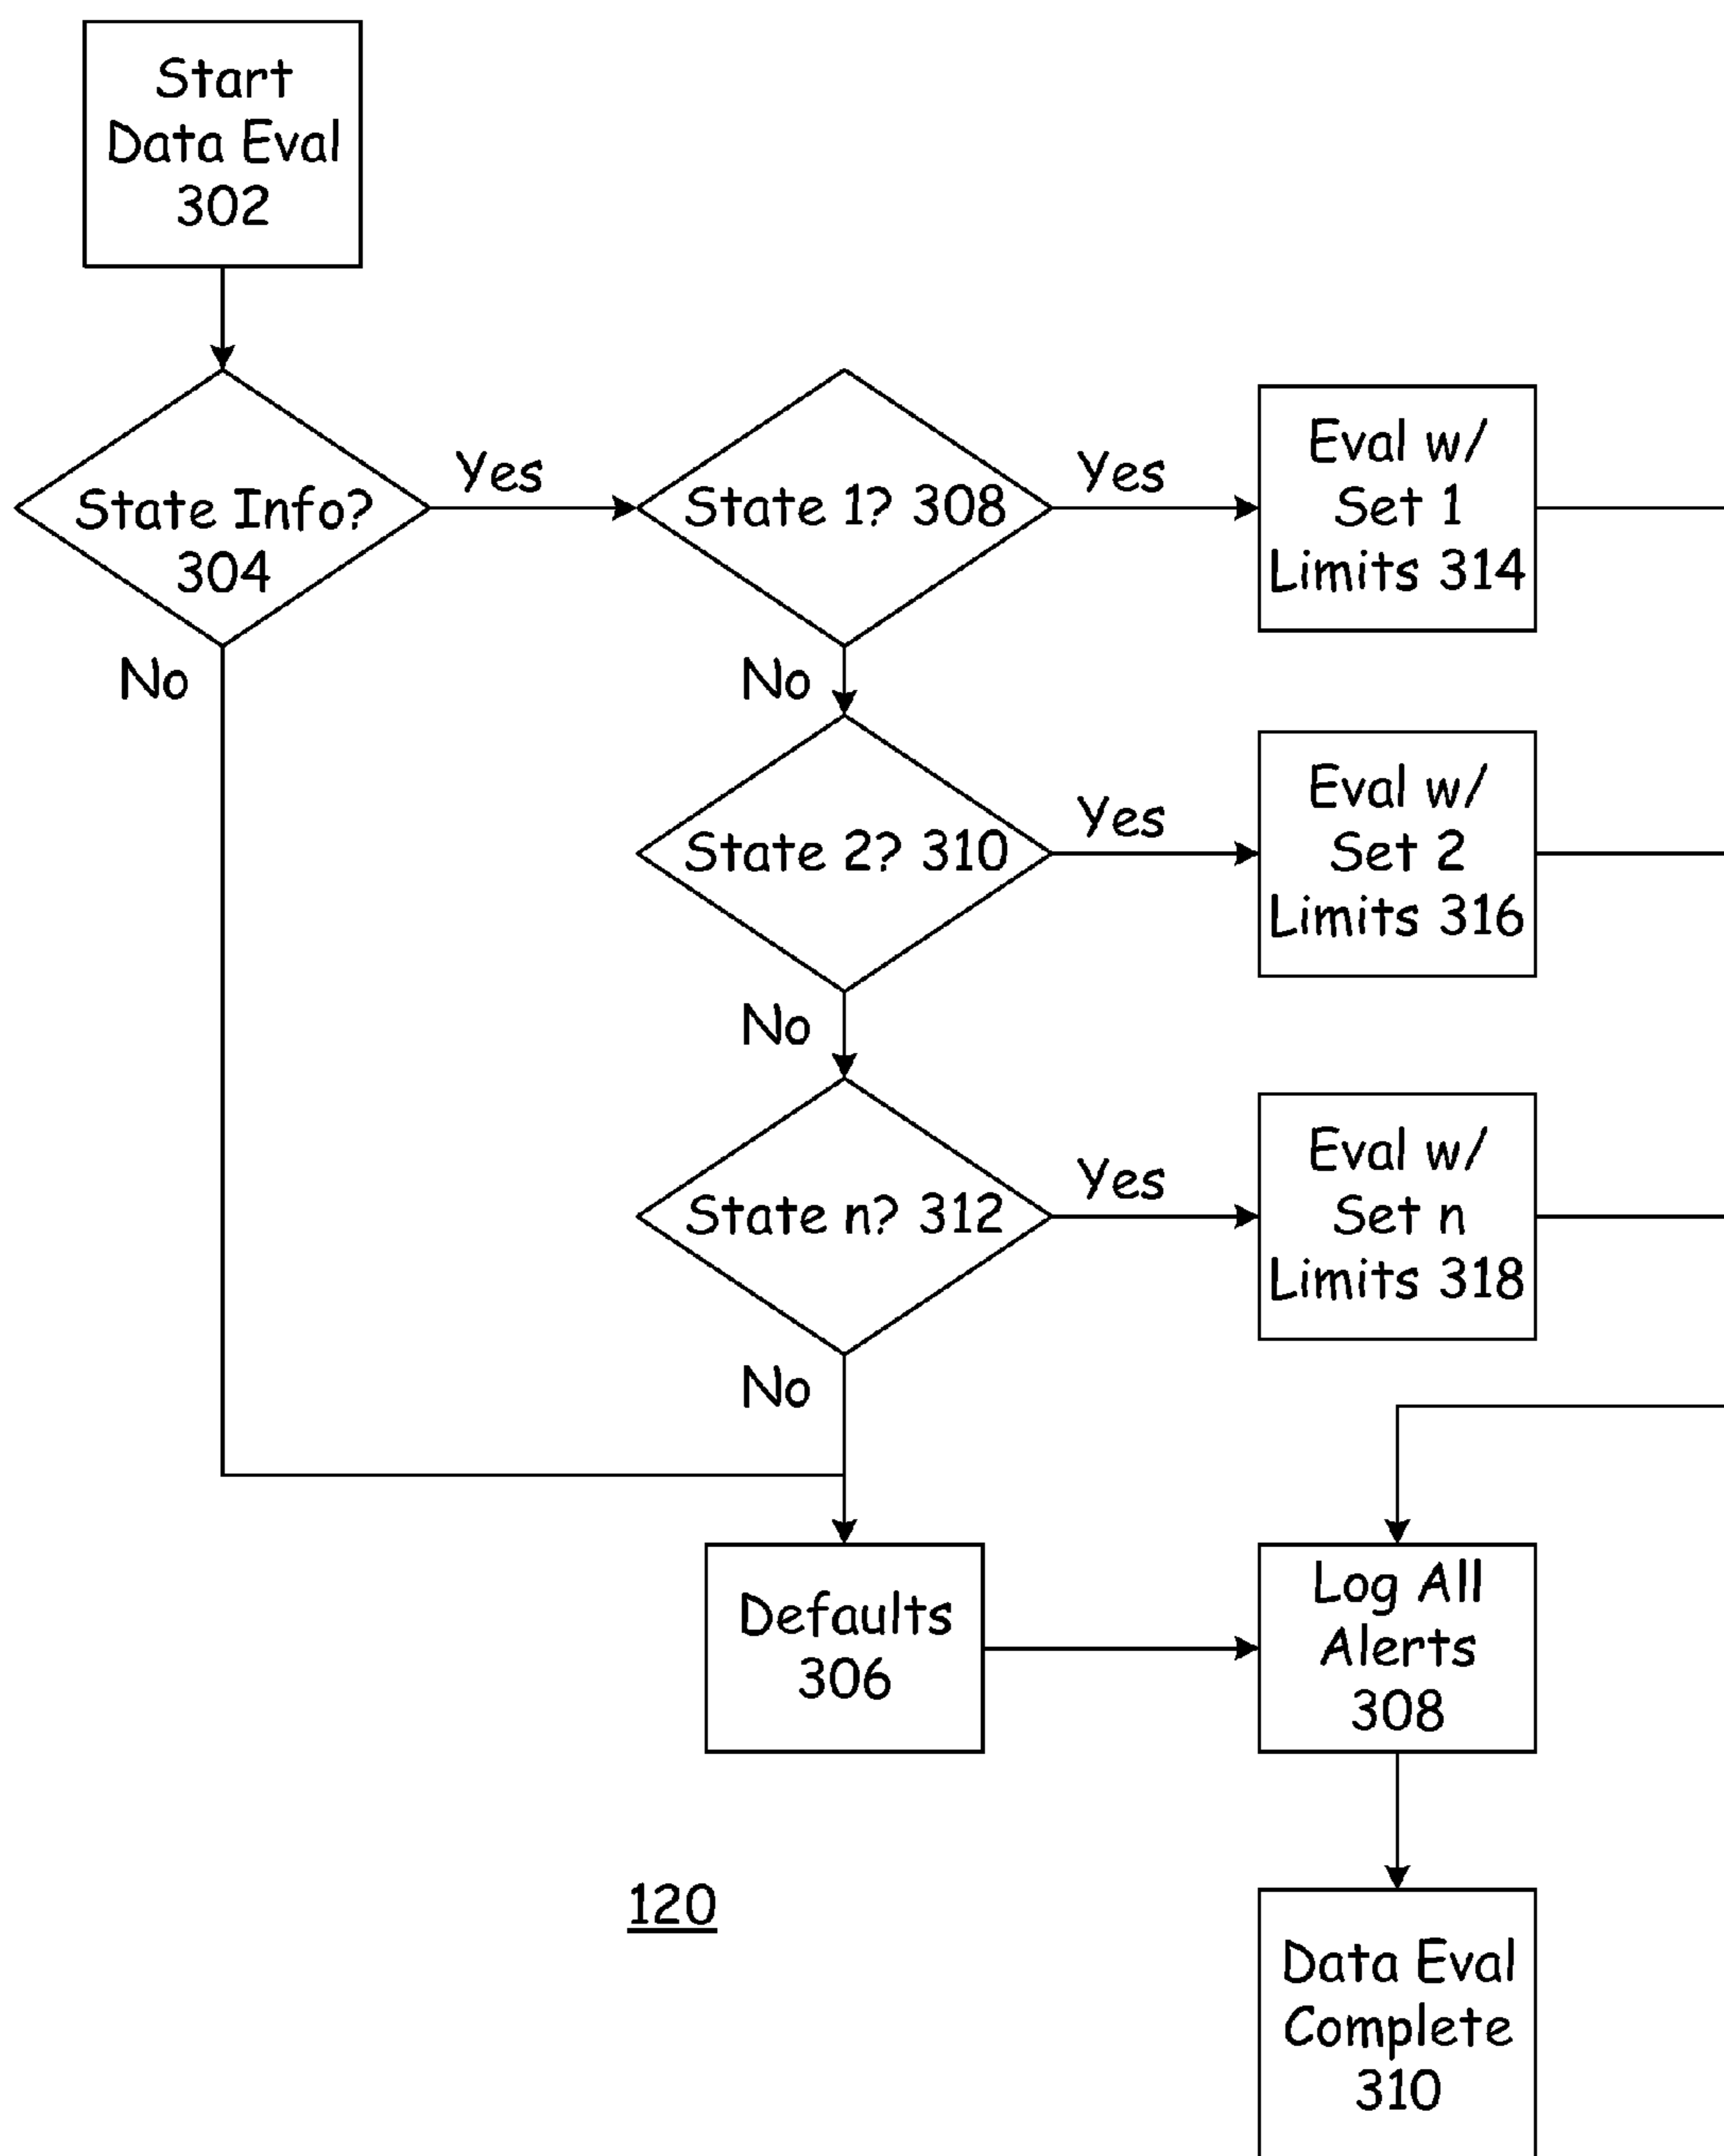 Start
Data Eval
302
State Info?
304
Yes
No
State 1? 308
Yes
No
Eval w/
Set 1
Limits 314
State 2? 310
Yes
No
Eval w/
Set 2
Limits 316
State n? 312
Yes
No
Eval w/
Set n
Limits 318
Defaults
306
Log All
Alerts
308
120
Data Eval
Complete
310